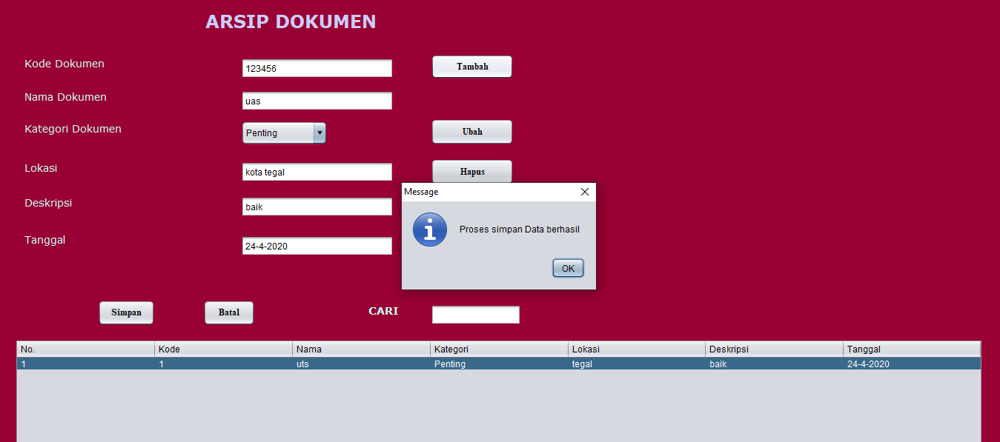 ARSIP DOKUMEN
Kode Dokumen 123456 Tambah
Nama Dokumen uas
Kategori Dokumen Penting Ubah
Lokasi kota tegal Hapus
Message
Deskripsi baik
Proses simpan Data berhasil
Tanggal 24-4-2020
OK
Simpan Batal CARI
No. Kode Nama Kategori Lokasi Deskripsi Tanggal
1 1 uts Penting tegal baik 24-4-2020